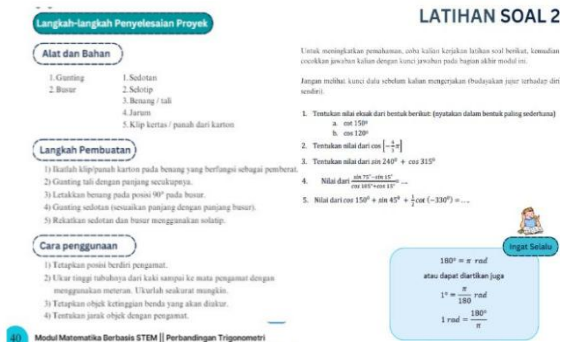 Langkah-langkah Penyelesaian Proyek
Alat dan Bahan
1. Gunting
2. Busur
1. Sedotan
2. Selotip
3. Benang / tali
4. Jarum
5. Klip kertas / panah dari karton
Langkah Pembuatan
1) Ikatlah klip/panah karton pada benang yang berfungsi sebagai pemberat.
2) Gunting tali dengan panjang secukupnya.
3) Letakkan benang pada posisi 90° pada busur.
4) Gunting sedotan (sesuaikan panjang dengan panjang busur).
5) Rekatkan sedotan dan busur menggunakan solatip.
Cara penggunaan
1) Tetapkan posisi berdiri pengamat.
2) Ukur tinggi tubuhnya dari kaki sampai ke mata pengamat dengan
menggunakan meteran. Ukurlah seakurat mungkin.
3) Tetapkan objek ketinggian benda yang akan diukur.
4) Tentukan jarak objek dengan pengamat.
40 Modul Matematika Berbasis STEM || Perbandingan Trigonometri
LATIHAN SOAL 2
Untuk meningkatkan pemahaman, coba kalian kerjakan latihan soal berikut, kemudian
cocokkan jawaban kalian dengan kunci jawaban pada bagian akhir modul ini.
Jangan melihat kunci dulu sebelum kalian mengerjakan (budayakan jujur terhadap diri
sendiri).
1. Tentukan nilai eksak dari bentuk berikut: (nyatakan dalam bentuk paling sederhana)
a. cot 150°
b. cos 120°
2. Tentukan nilai dari cos
3. Tentukan nilai dari sin 240° + cos 315°
4. Nilai dari
5. Nilai dari cos 150° + sin 45° + 1/2 cot (−330°) = ....
Ingat Selalu
180° = π rad
atau dapat diartikan juga
1° = π/180 rad
1 rad = 180°/π